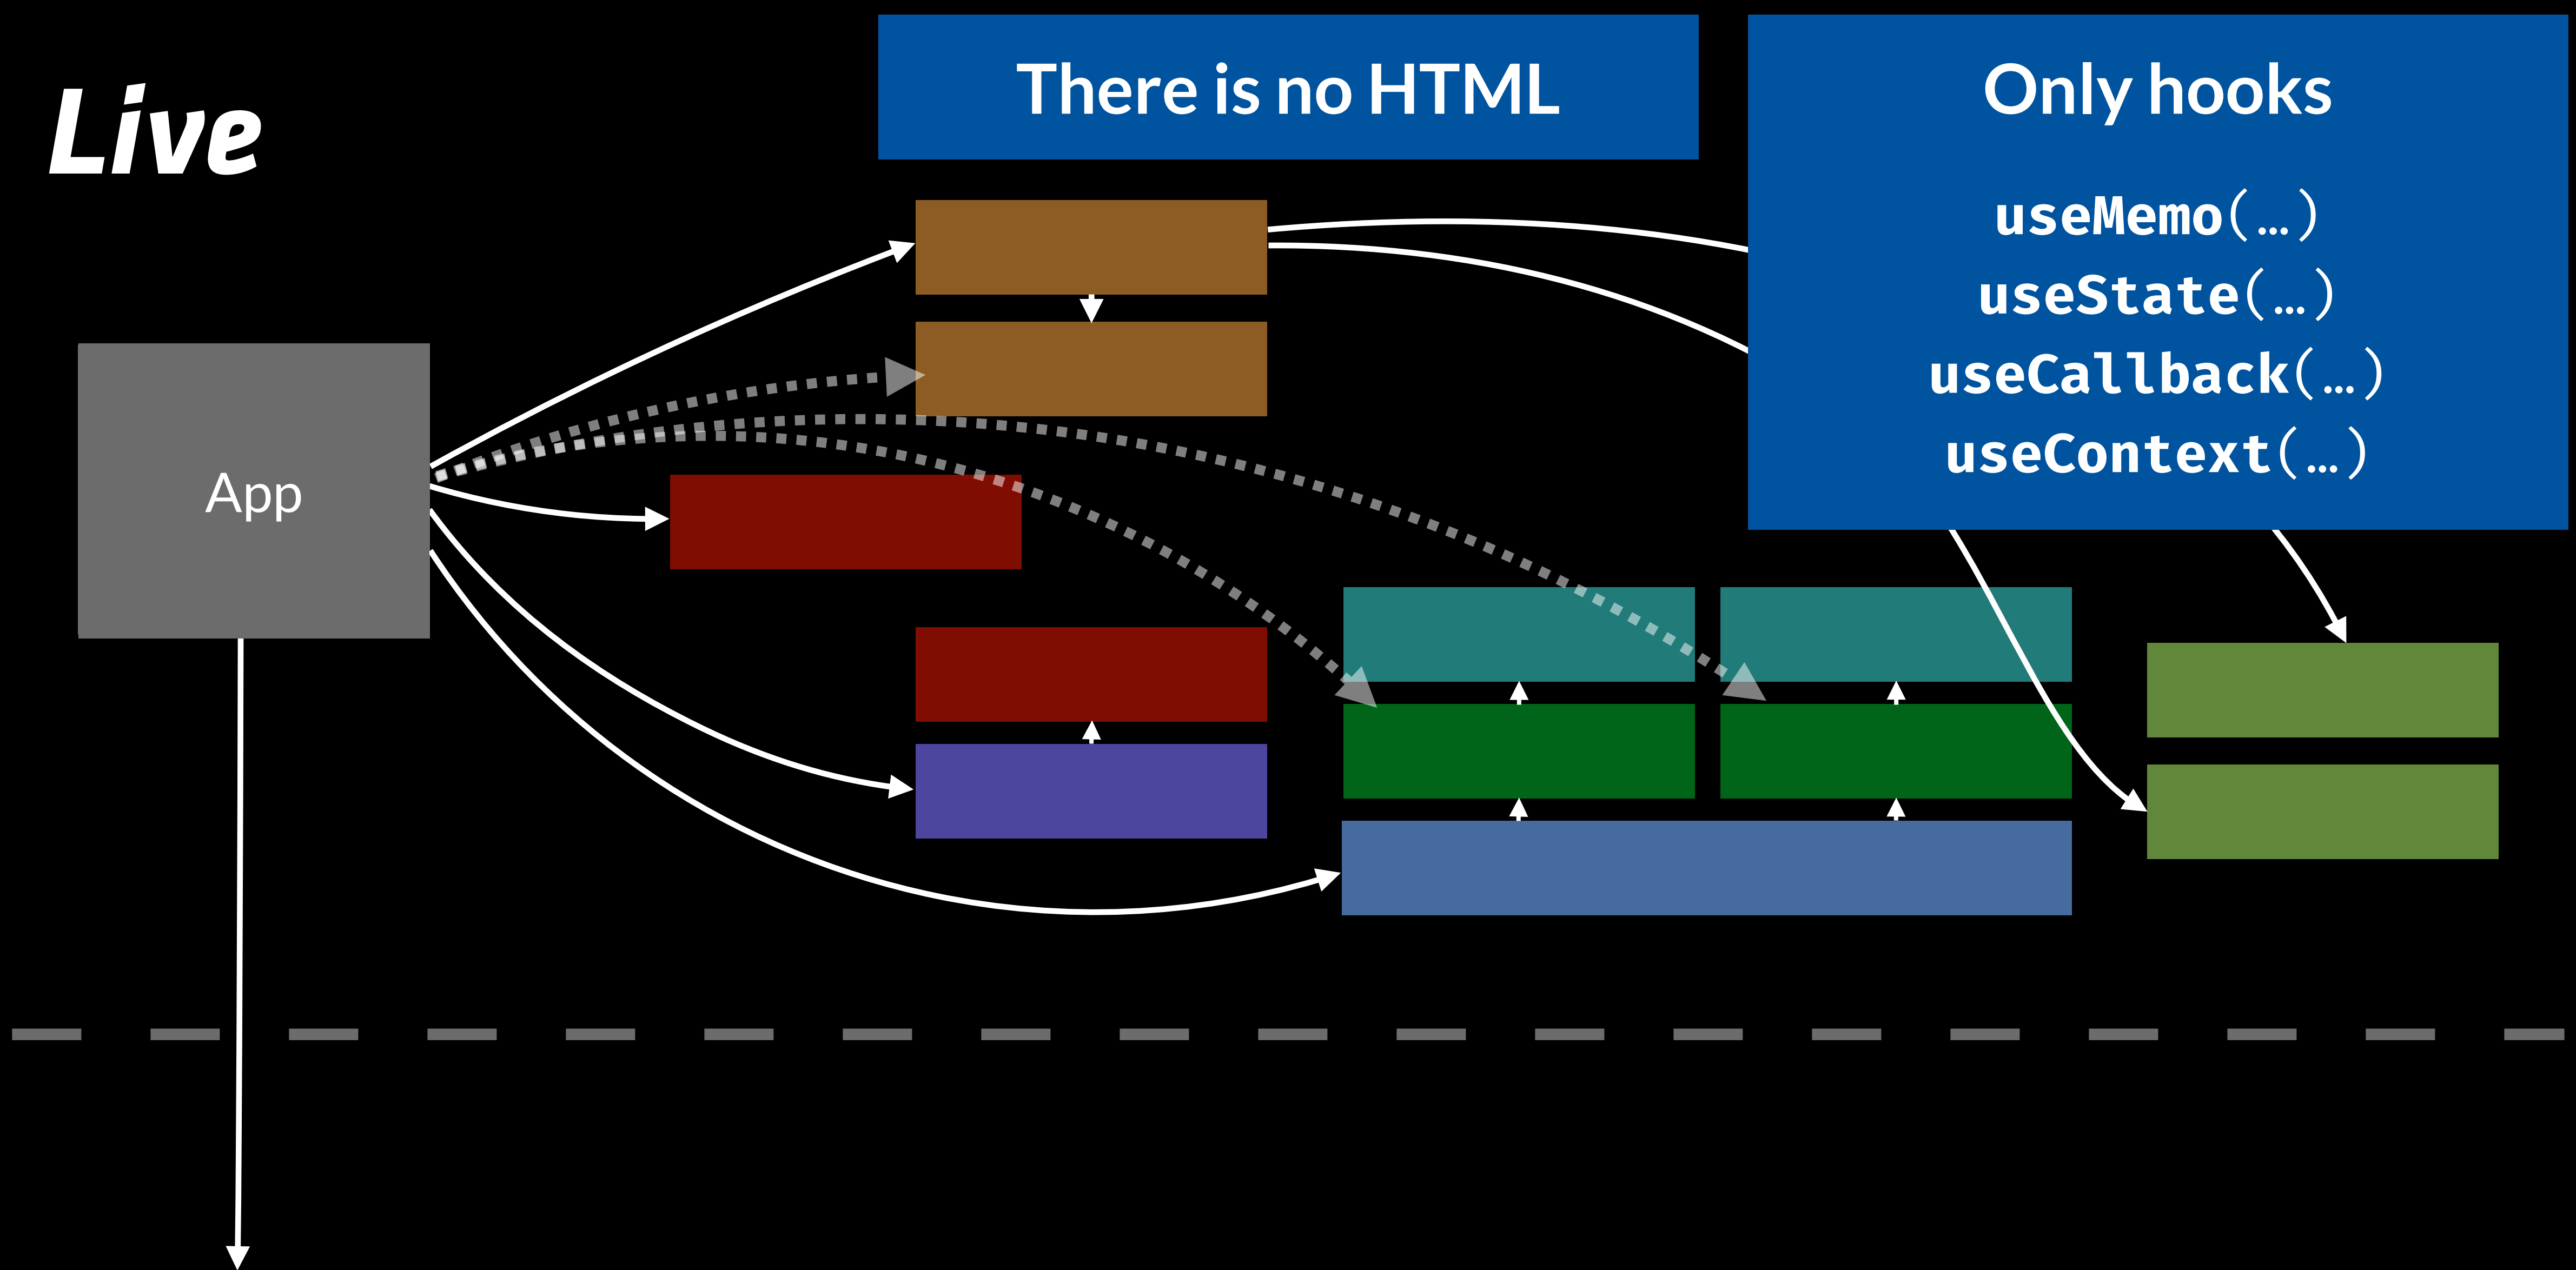 Live
There is no HTML
Only hooks
useMemo(…)
useState(…)
useCallback(…)
useContext(…)
App